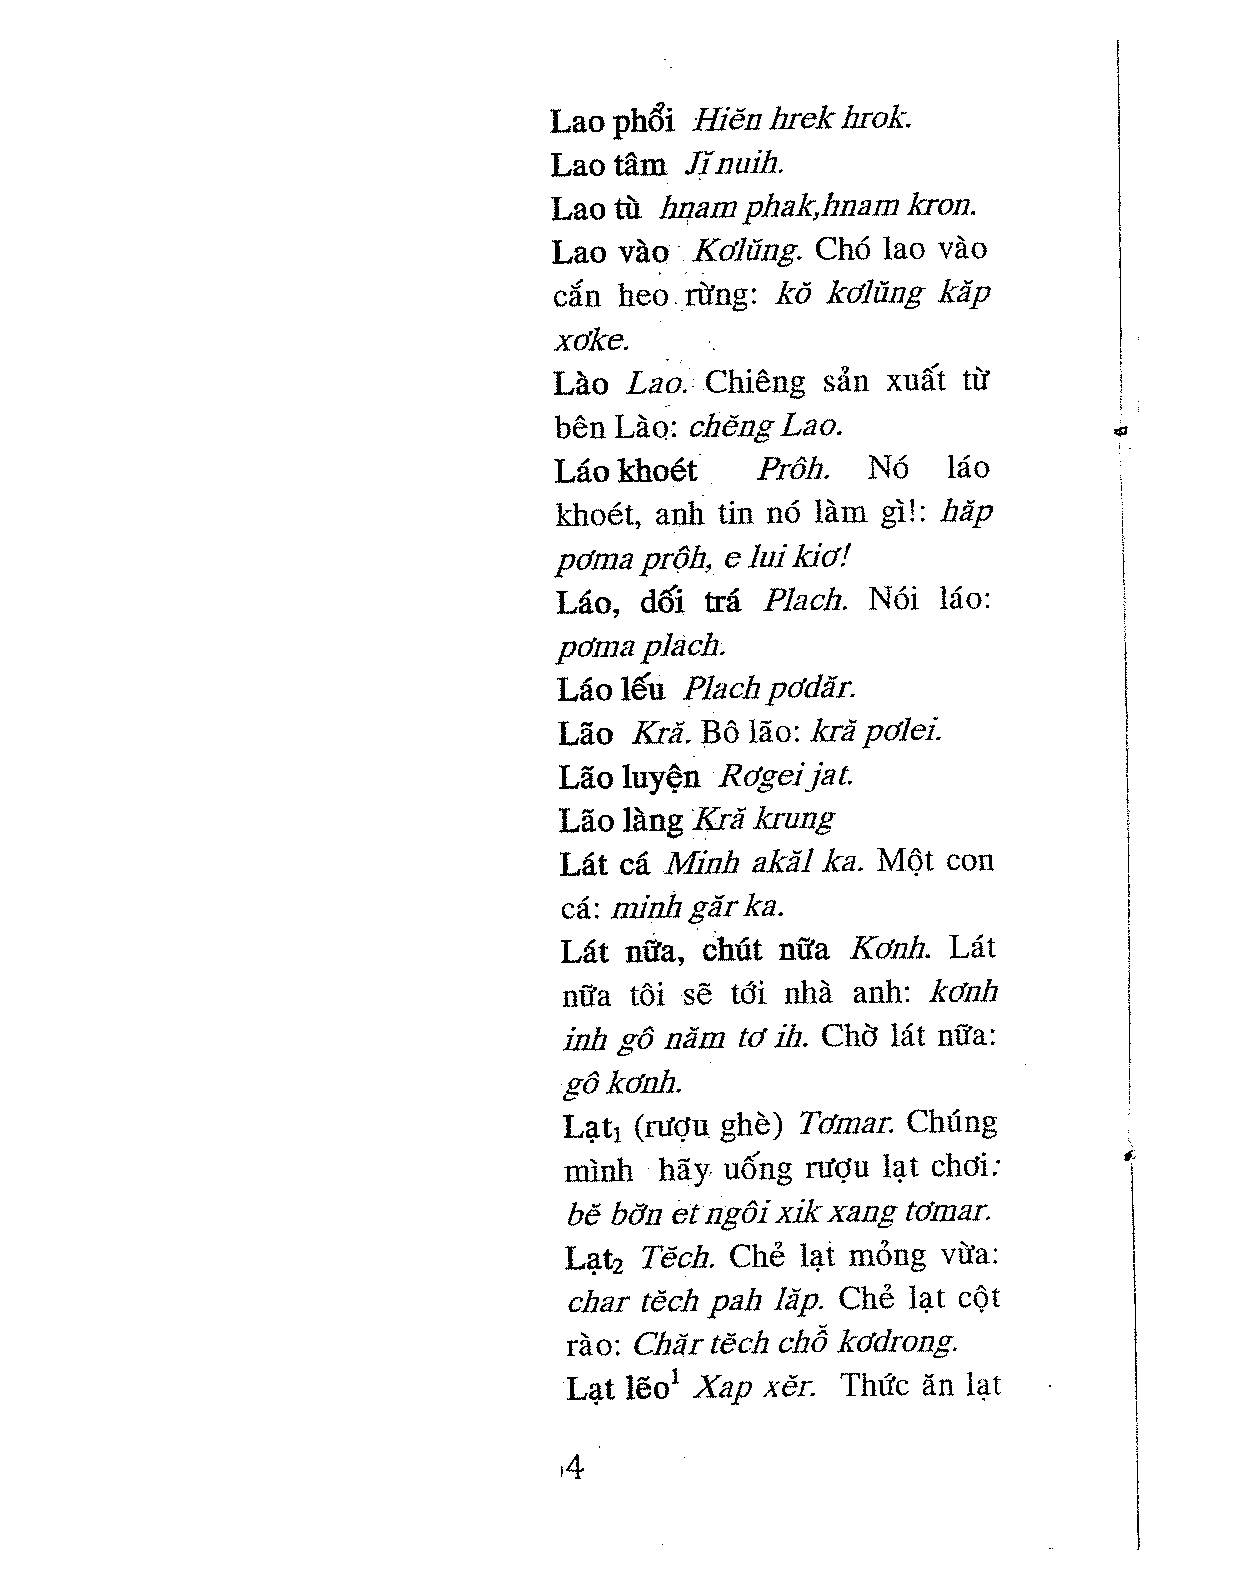 Lao phổi Hiĕn hrek hrok.
Lao tâm Jĭ nuih.
Lao tù hnam phak,hnam kron.
Lao vào Kơlŭng. Chó lao vào
cắn heo rừng: kŏ kơlŭng kăp
xơke.
Lào Lao. Chiêng sản xuất từ
bên Lào: chĕng Lao.
Láo khoét Prôh. Nó láo
khoét, anh tin nó làm gì!: hăp
pơma prôh, e lui kiơ!
Láo, dối trá Plach. Nói láo:
pơma plach.
Láo lếu Plach pơdăr.
Lão Kră. Bô lão: kră pơlei.
Lão luyện Rơgei jat.
Lão làng Kră krung
Lát cá Minh akăl ka. Một con
cá: minh găr ka.
Lát nữa, chút nữa Kơnh. Lát
nữa tôi sẽ tới nhà anh: kơnh
inh gô năm tơ ih. Chờ lát nữa:
gô kơnh.
Lạt₁ (rượu ghè) Tơmar. Chúng
mình hãy uống rượu lạt chơi:
bĕ bơ̆n et ngôi xik xang tơmar.
Lạt₂ Tĕch. Chẻ lạt mỏng vừa:
char tĕch pah lăp. Chẻ lạt cột
rào: Chăr tĕch chô̆ kơdrong.
Lạt lẽo¹ Xap xĕr. Thức ăn lạt
4